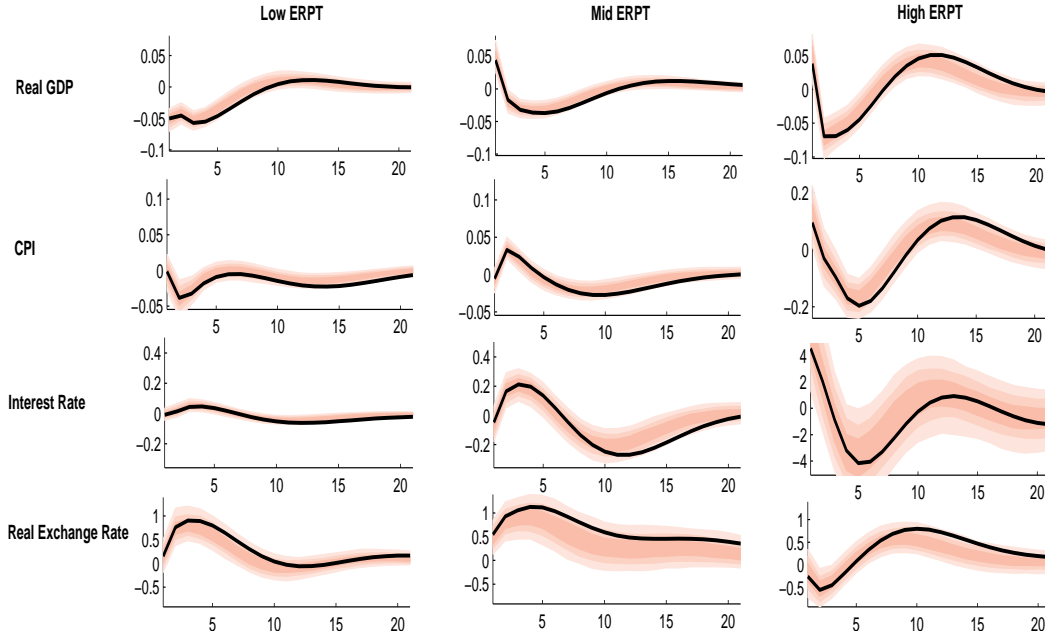 Low ERPT Mid ERPT High ERPT
Real GDP
0.05 0 −0.05 −0.1
5 10 15 20
0.05 0 −0.05 −0.1
5 10 15 20
0.05 0 −0.05 −0.1
5 10 15 20
CPI
0.1 0.05 0 −0.05
5 10 15 20
0.1 0.05 0 −0.05
5 10 15 20
0.2 0 −0.2
5 10 15 20
Interest Rate
0.4 0.2 0 −0.2
5 10 15 20
0.4 0.2 0 −0.2
5 10 15 20
4 2 0 −2 −4
5 10 15 20
Real Exchange Rate
1 0.5 0 −0.5
5 10 15 20
1 0.5 0 −0.5
5 10 15 20
1 0.5 0 −0.5
5 10 15 20